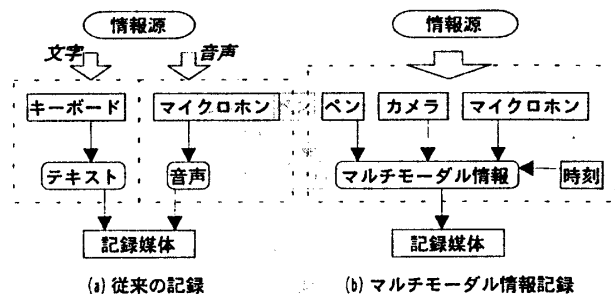 情報源
文字
音声
キーボード
マイクロホン
テキスト
音声
記録媒体
(a) 従来の記録
情報源
ペン
カメラ
マイクロホン
マルチモーダル情報
時刻
記録媒体
(b) マルチモーダル情報記録